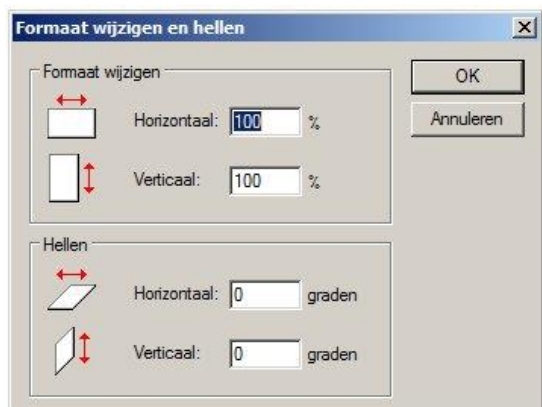 Formaat wijzigen en hellen
Formaat wijzigen
OK
Horizontaal: 100 %
Annuleren
Verticaal: 100 %
Hellen
Horizontaal: 0 graden
Verticaal: 0 graden